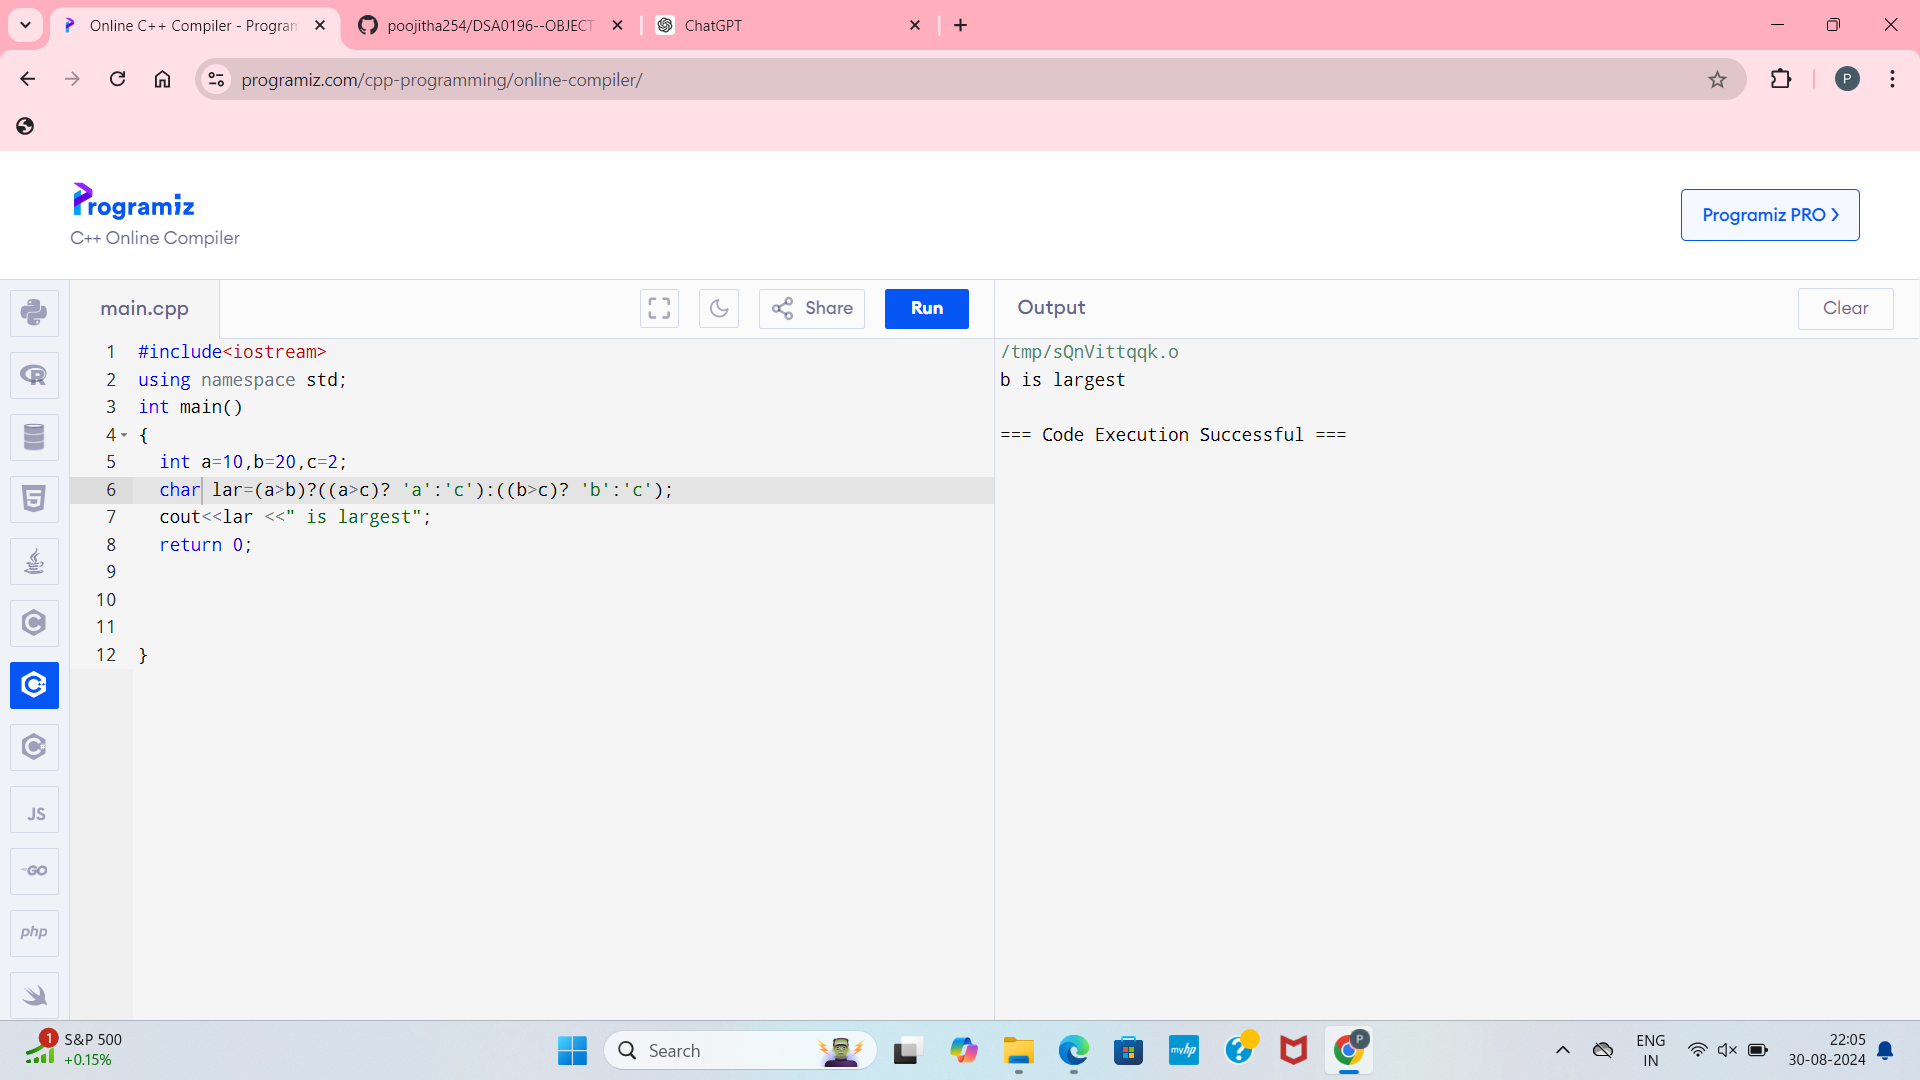 Online C++ Compiler - Program
poojitha254/DSA0196--OBJECT
ChatGPT
programiz.com/cpp-programming/online-compiler/
P
Programiz
C++ Online Compiler
Programiz PRO
main.cpp
Share
Run
Output
Clear
1 #include<iostream>
2 using namespace std;
3 int main()
4 {
5 int a=10,b=20,c=2;
6 char lar=(a>b)?((a>c)? 'a':'c'):((b>c)? 'b':'c');
7 cout<<lar <<" is largest";
8 return 0;
9
10
11
12 }
/tmp/sQnVittqqk.o
b is largest
=== Code Execution Successful ===
R
5
C
C++
C#
JS
GO
php
1
S&P 500
+0.15%
Search
myhp
?
P
ENG
IN
22:05
30-08-2024